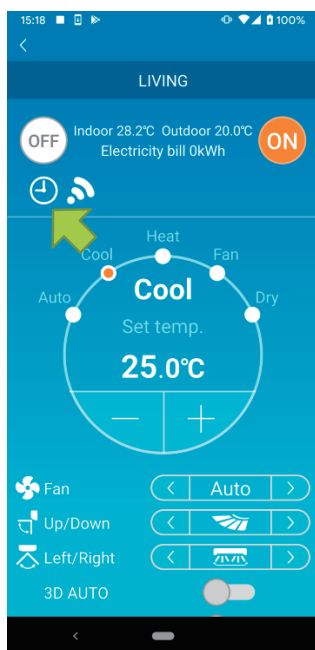 15:18 100%
LIVING
OFF Indoor 28.2℃ Outdoor 20.0℃ ON
Electricity bill 0kWh
Heat
Cool Fan
Auto Cool Dry
Set temp.
25.0℃
Fan Auto
Up/Down
Left/Right
3D AUTO